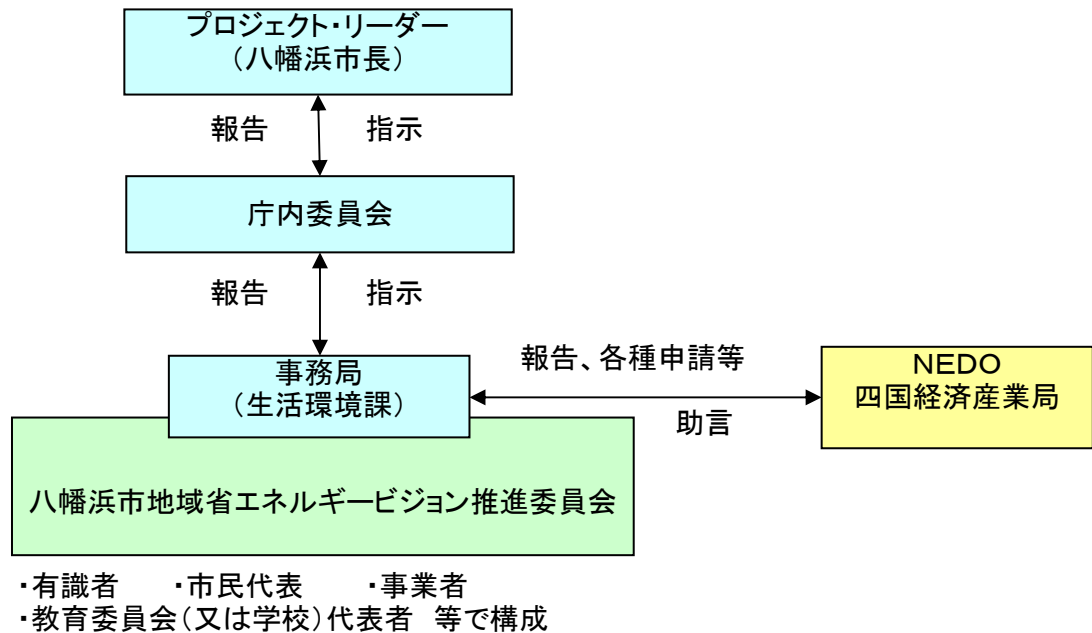 プロジェクト・リーダー
（八幡浜市長）
報告　指示
庁内委員会
報告　指示
事務局
（生活環境課）
報告、各種申請等
助言
ＮＥＤＯ
四国経済産業局
八幡浜市地域省エネルギービジョン推進委員会
・有識者　・市民代表　・事業者
・教育委員会（又は学校）代表者　等で構成